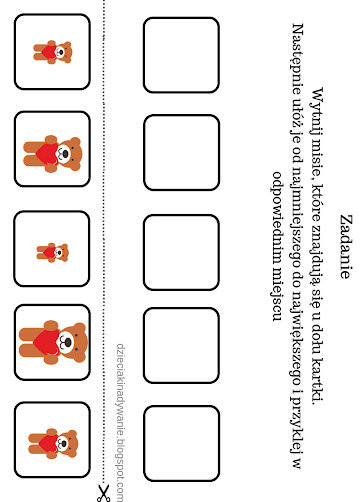 Zadanie
Wytnij misie, które znajdują się u dołu kartki.
Następnie ułóż je od najmniejszego do największego i przyklej w
odpowiednim miejscu
dzieciakinadywanie.blogspot.com